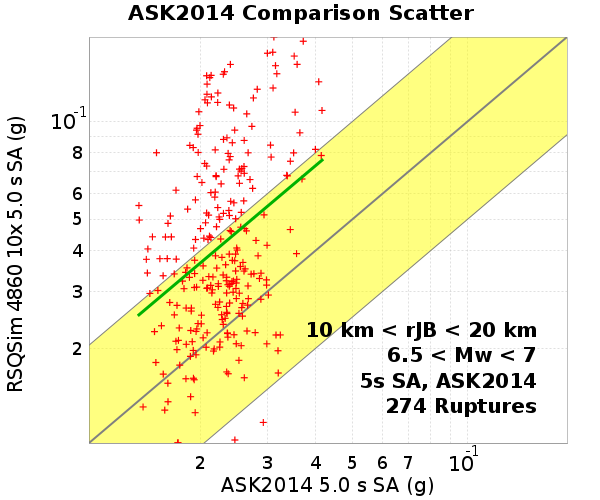 ASK2014 Comparison Scatter
RSQSim 4860 10x 5.0 s SA (g)
10-1
8
6
5
4
3
2
10 km < rJB < 20 km
6.5 < Mw < 7
5s SA, ASK2014
274 Ruptures
2 3 4 5 6 7 10-1
ASK2014 5.0 s SA (g)